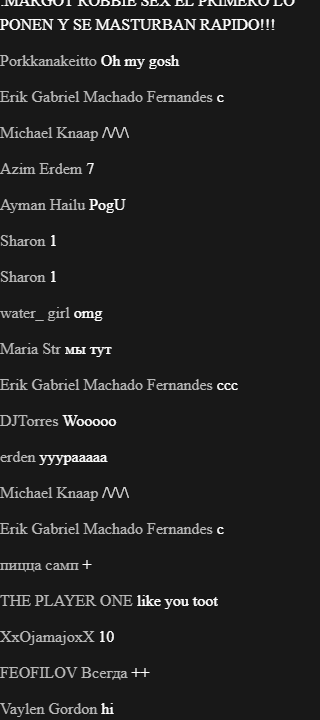 .MARGOT ROBBIE SEX EL PRIMERO LO
PONEN Y SE MASTURBAN RAPIDO!!!
Porkkanakeitto Oh my gosh
Erik Gabriel Machado Fernandes c
Michael Knaap /\/\/\
Azim Erdem 7
Ayman Hailu PogU
Sharon 1
Sharon 1
water_ girl omg
Maria Str мы тут
Erik Gabriel Machado Fernandes ccc
DJTorres Wooooo
erden ууураааaа
Michael Knaap /\/\/\
Erik Gabriel Machado Fernandes c
пицца самп +
THE PLAYER ONE like you toot
XxOjamajoxX 10
FEOFILOV Всегда ++
Vaylen Gordon hi